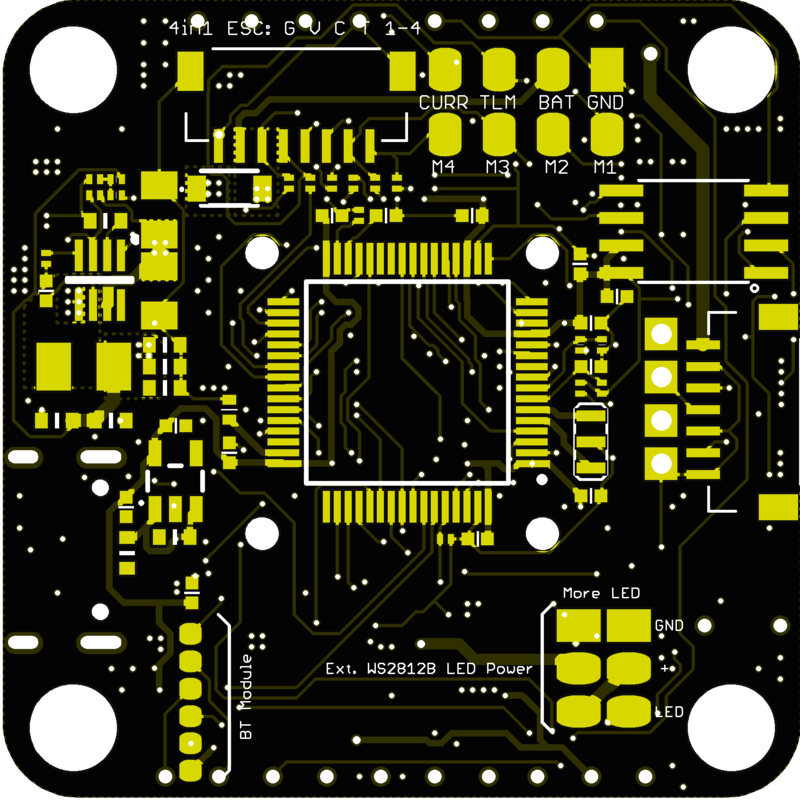 4in1 ESC: G V C T 1-4
CURR TLM BAT GND
M4 M3 M2 M1
More LED
GND
Ext. WS2812B LED Power
+
LED
BT Module